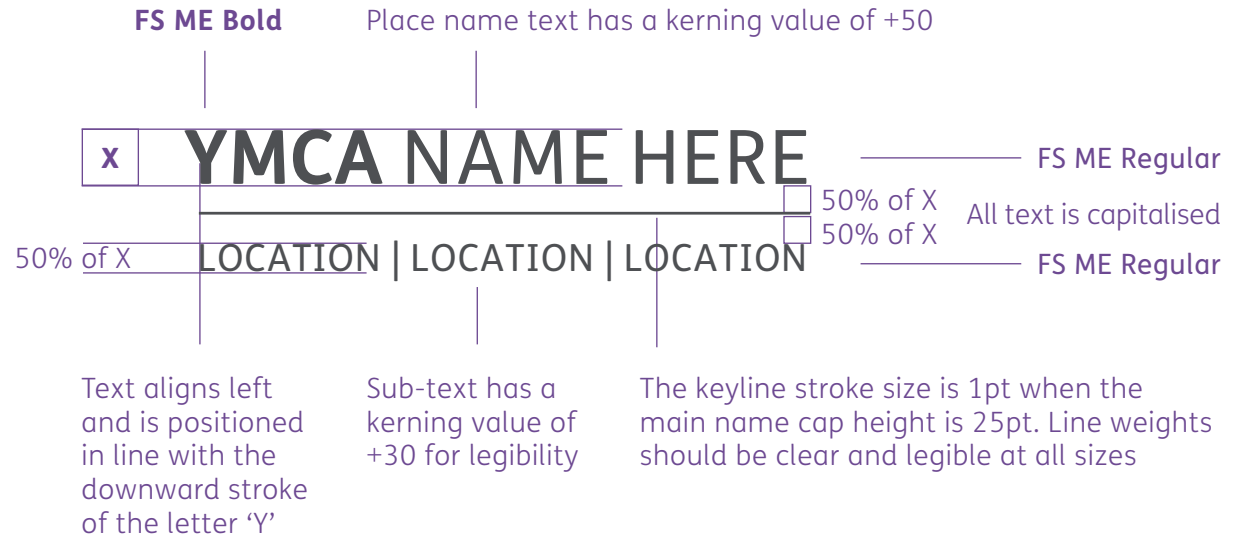 FS ME Bold
Place name text has a kerning value of +50
X
YMCA NAME HERE
FS ME Regular
50% of X
All text is capitalised
50% of X
50% of X
LOCATION | LOCATION | LOCATION
FS ME Regular
Text aligns left
and is positioned
in line with the
downward stroke
of the letter ‘Y’
Sub-text has a
kerning value of
+30 for legibility
The keyline stroke size is 1pt when the
main name cap height is 25pt. Line weights
should be clear and legible at all sizes